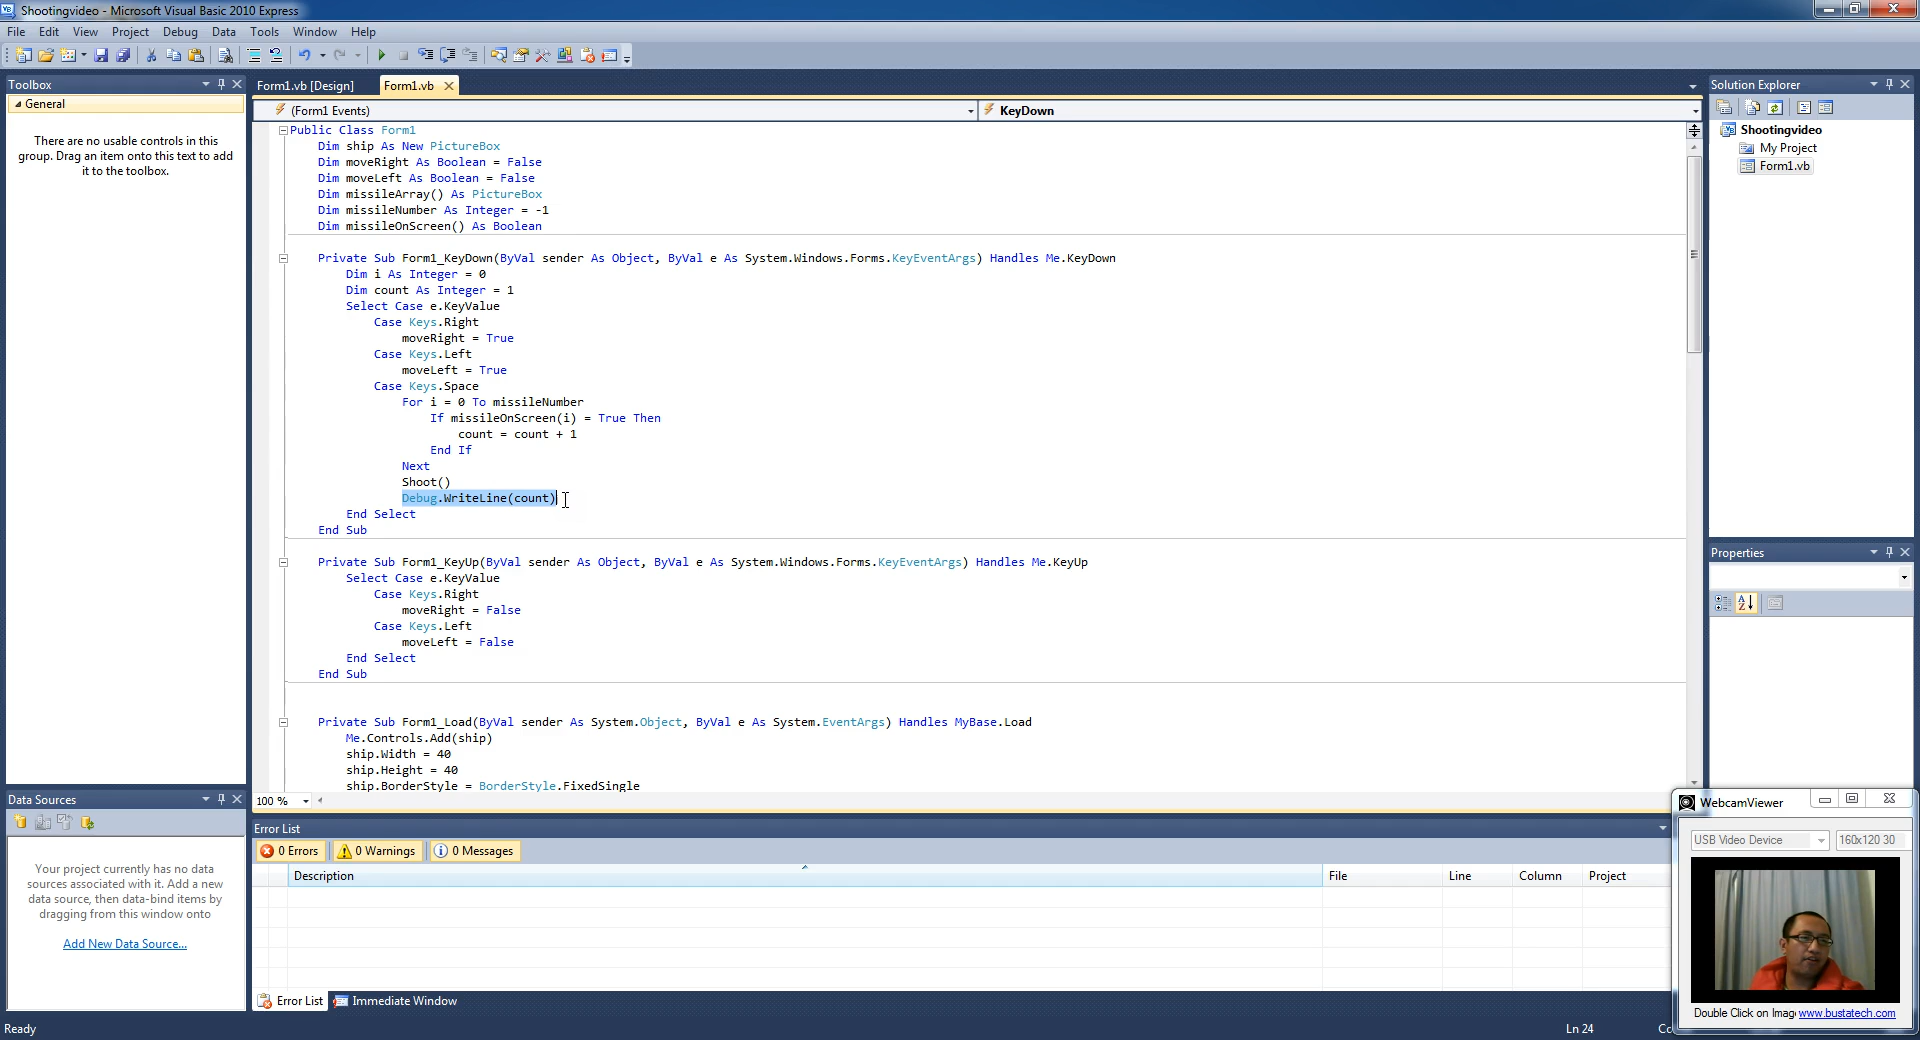 Shootingvideo - Microsoft Visual Basic 2010 Express
File Edit View Project Debug Data Tools Window Help
Toolbox
General
There are no usable controls in this
group. Drag an item onto this text to add
it to the toolbox.
Form1.vb [Design]
Form1.vb
(Form1 Events)
KeyDown
Public Class Form1
Dim ship As New PictureBox
Dim moveRight As Boolean = False
Dim moveLeft As Boolean = False
Dim missileArray() As PictureBox
Dim missileNumber As Integer = -1
Dim missileOnScreen() As Boolean
Private Sub Form1_KeyDown(ByVal sender As Object, ByVal e As System.Windows.Forms.KeyEventArgs) Handles Me.KeyDown
Dim i As Integer = 0
Dim count As Integer = 1
Select Case e.KeyValue
Case Keys.Right
moveRight = True
Case Keys.Left
moveLeft = True
Case Keys.Space
For i = 0 To missileNumber
If missileOnScreen(i) = True Then
count = count + 1
End If
Next
Shoot()
Debug.WriteLine(count)
End Select
End Sub
Private Sub Form1_KeyUp(ByVal sender As Object, ByVal e As System.Windows.Forms.KeyEventArgs) Handles Me.KeyUp
Select Case e.KeyValue
Case Keys.Right
moveRight = False
Case Keys.Left
moveLeft = False
End Select
End Sub
Private Sub Form1_Load(ByVal sender As System.Object, ByVal e As System.EventArgs) Handles MyBase.Load
Me.Controls.Add(ship)
ship.Width = 40
ship.Height = 40
ship.BorderStyle = BorderStyle.FixedSingle
100 %
Solution Explorer
Shootingvideo
My Project
Form1.vb
Properties
Data Sources
Your project currently has no data
sources associated with it. Add a new
data source, then data-bind items by
dragging from this window onto
Add New Data Source...
Error List
0 Errors
0 Warnings
0 Messages
Description File Line Column Project
Error List
Immediate Window
WebcamViewer
USB Video Device
160x120 30
Double Click on Imag www.bustatech.com
Ready
Ln 24